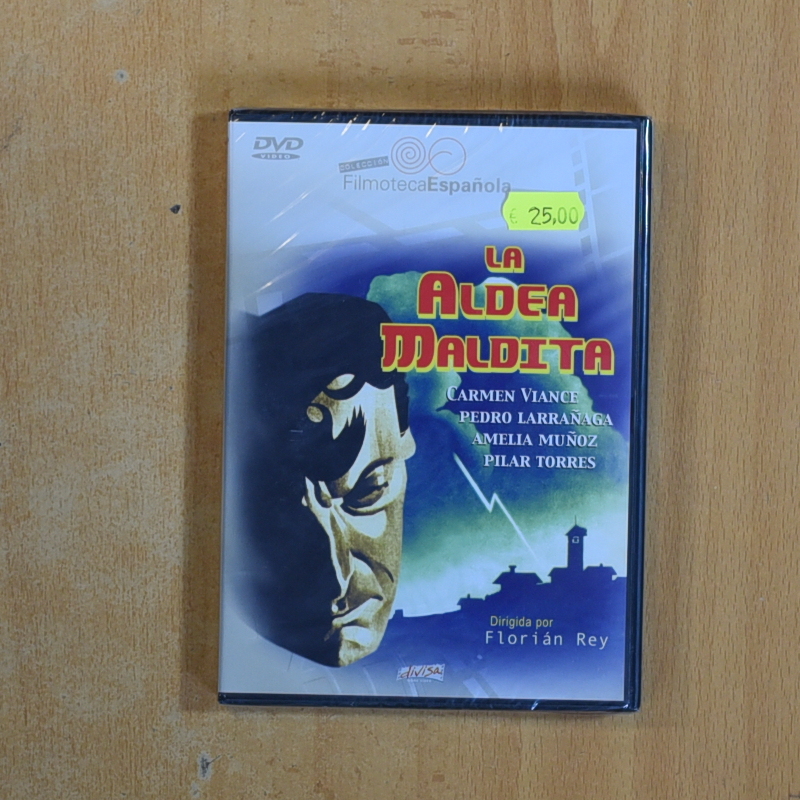 DVD
VIDEO
COLECCIÓN
FilmotecaEspañola
€ 25,00
LA
ALDEA
MALDITA
CARMEN VIANCE
PEDRO LARRAÑAGA
AMELIA MUÑOZ
PILAR TORRES
Dirigida por
Florián Rey
divisa